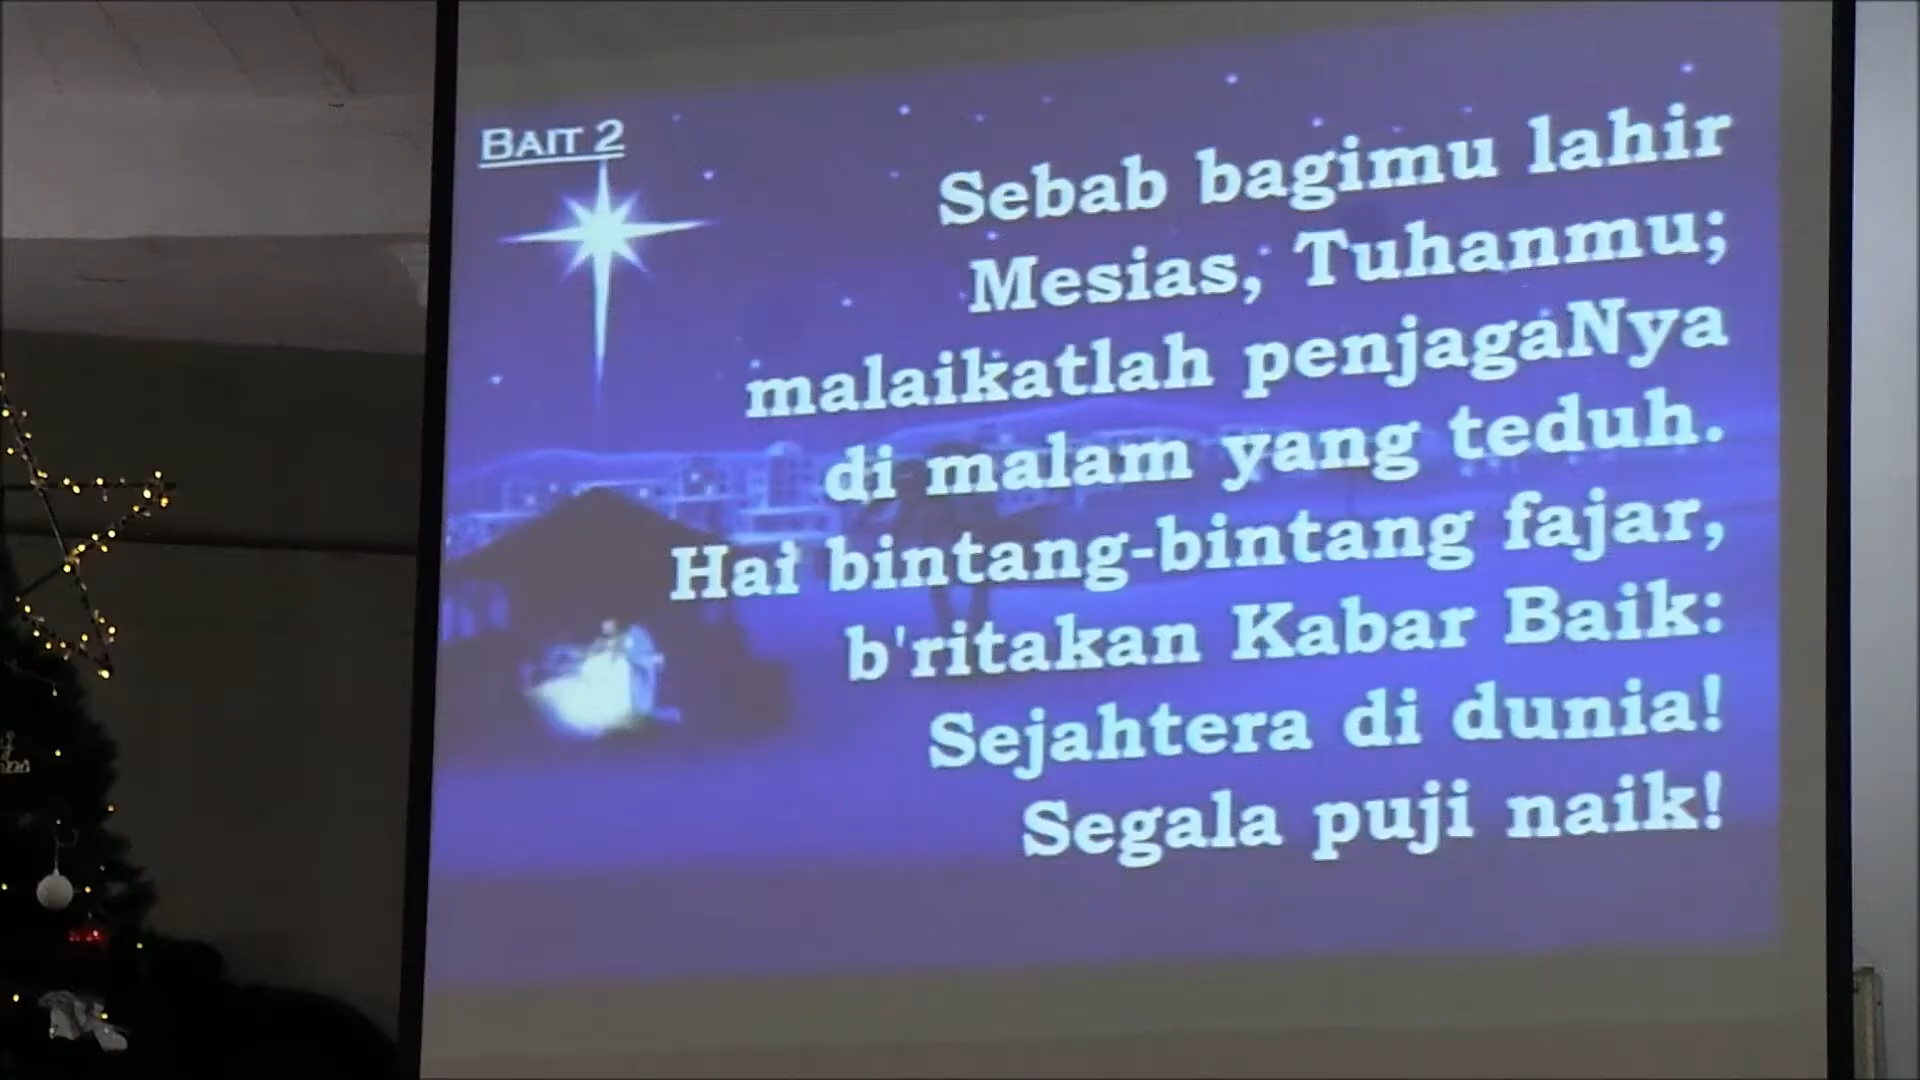 BAIT 2
Sebab bagimu lahir
Mesias, Tuhanmu;
malaikatlah penjagaNya
di malam yang teduh.
Hai bintang-bintang fajar,
b'ritakan Kabar Baik:
Sejahtera di dunia!
Segala puji naik!